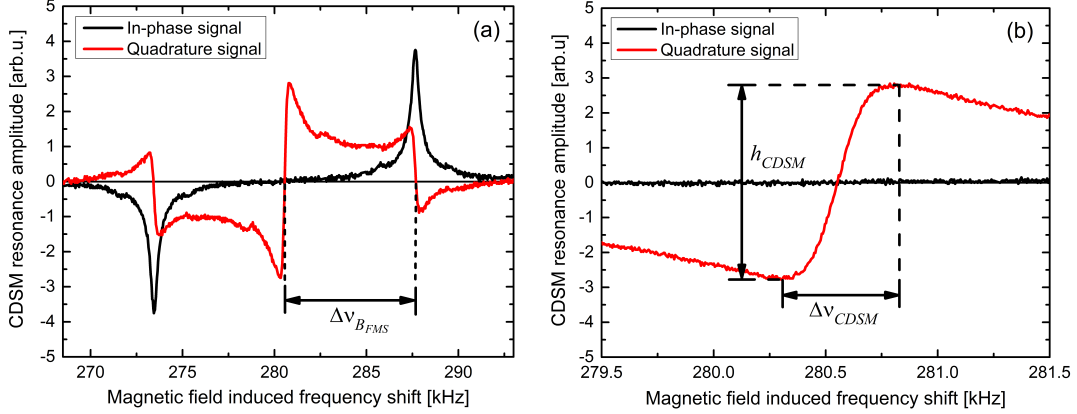 In-phase signal
Quadrature signal
(a)
CDSM resonance amplitude [arb.u.]
5
4
3
2
1
0
-1
-2
-3
-4
-5
Δν_{B_{FMS}}
270
275
280
285
290
Magnetic field induced frequency shift [kHz]
In-phase signal
Quadrature signal
(b)
CDSM resonance amplitude [arb.u]
5
4
3
2
1
0
-1
-2
-3
-4
-5
h_{CDSM}
Δν_{CDSM}
279.5
280.0
280.5
281.0
281.5
Magnetic field induced frequency shift [kHz]